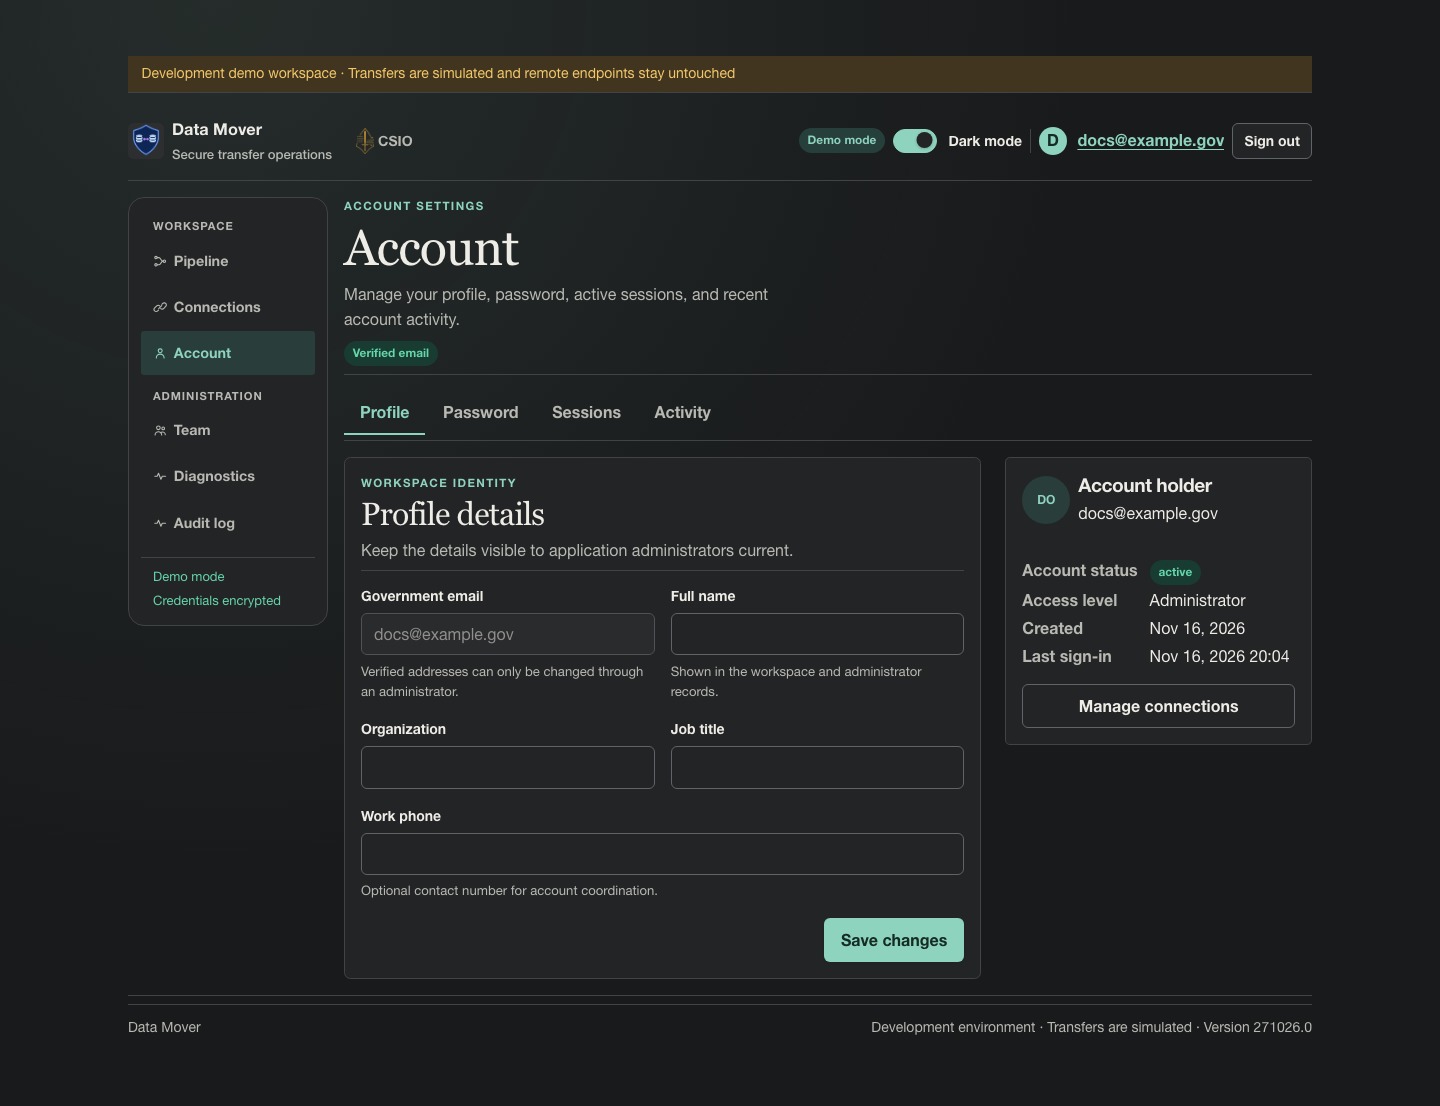 Development demo workspace · Transfers are simulated and remote endpoints stay untouched
Data Mover
Secure transfer operations
CSIO
Demo mode
Dark mode
D
docs@example.gov
Sign out
WORKSPACE
Pipeline
Connections
Account
ADMINISTRATION
Team
Diagnostics
Audit log
Demo mode
Credentials encrypted
ACCOUNT SETTINGS
Account
Manage your profile, password, active sessions, and recent
account activity.
Verified email
Profile
Password
Sessions
Activity
WORKSPACE IDENTITY
Profile details
Keep the details visible to application administrators current.
Government email
docs@example.gov
Verified addresses can only be changed through
an administrator.
Full name
Shown in the workspace and administrator
records.
Organization
Job title
Work phone
Optional contact number for account coordination.
Save changes
DO
Account holder
docs@example.gov
Account status active
Access level Administrator
Created Nov 16, 2026
Last sign-in Nov 16, 2026 20:04
Manage connections
Data Mover
Development environment · Transfers are simulated · Version 271026.0